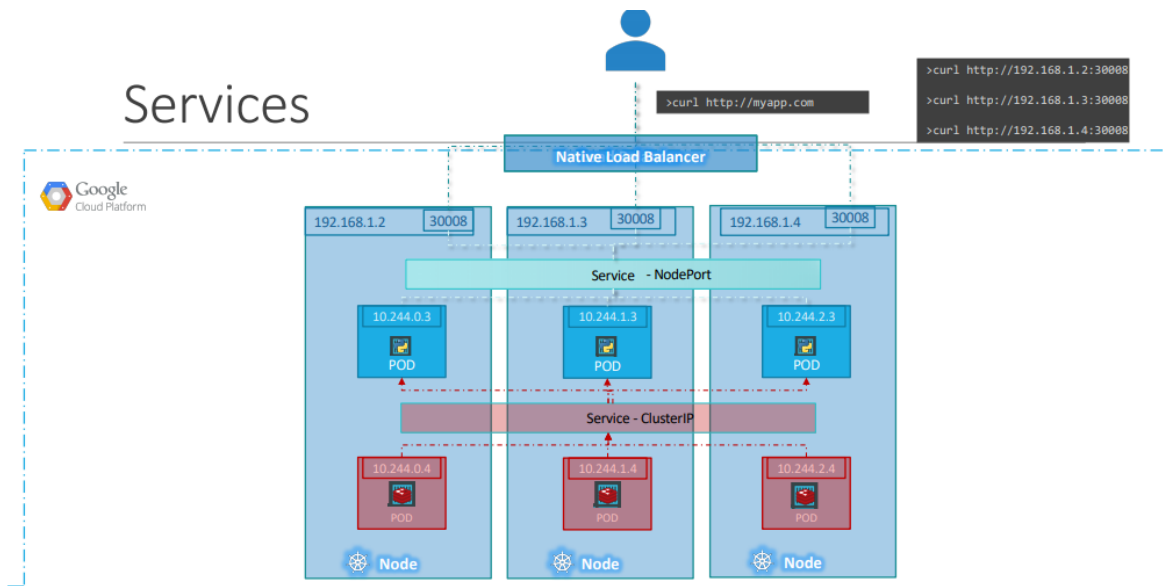 >curl http://192.168.1.2:30008
>curl http://myapp.com
>curl http://192.168.1.3:30008
Services
>curl http://192.168.1.4:30008
Native Load Balancer
Google
Cloud Platform
192.168.1.2 30008
192.168.1.3 30008
192.168.1.4 30008
Service - NodePort
10.244.0.3
10.244.1.3
10.244.2.3
POD
POD
POD
Service - ClusterIP
10.244.0.4
10.244.1.4
10.244.2.4
POD
POD
POD
Node
Node
Node